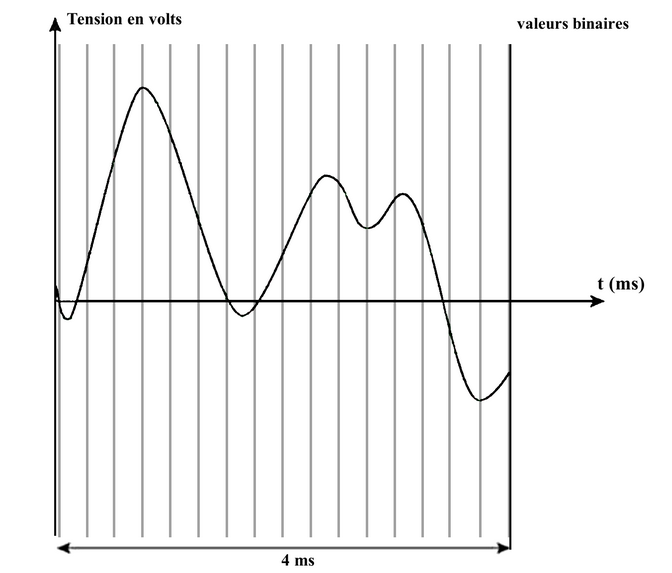 Tension en volts
valeurs binaires
t (ms)
4 ms